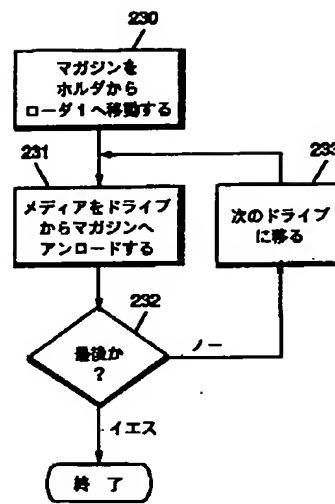 230
マガジンを
ホルダから
ローダ1へ移動する
231
メディアをドライブ
からマガジンへ
アンロードする
233
次のドライブ
に移る
232
最後か
?
ノー
イエス
終了